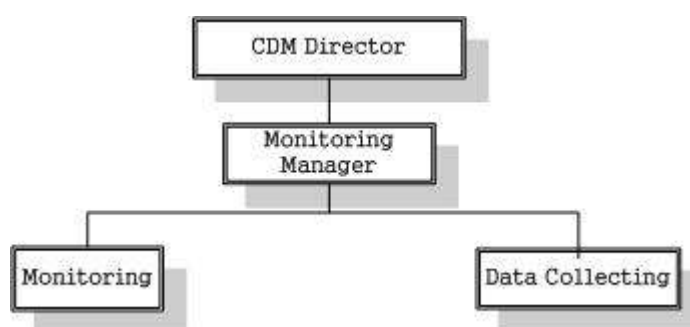 CDM Director
Monitoring
Manager
Monitoring
Data Collecting